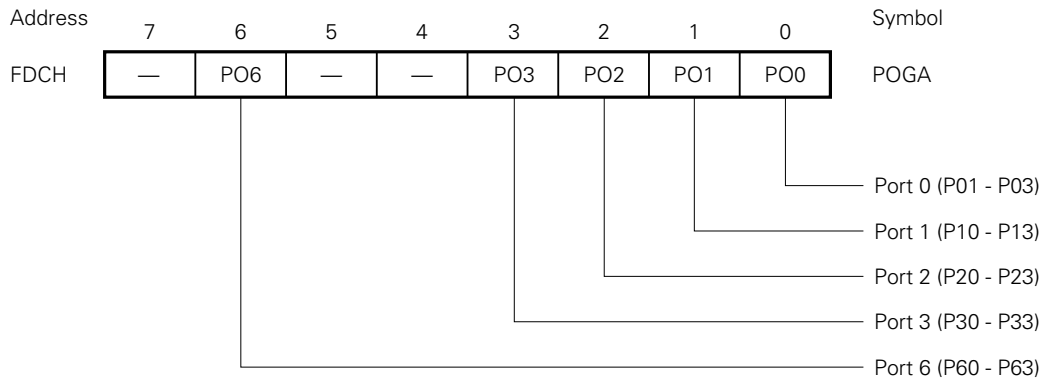 Address 7 6 5 4 3 2 1 0 Symbol
FDCH — PO6 — — PO3 PO2 PO1 PO0 POGA
Port 0 (P01 - P03)
Port 1 (P10 - P13)
Port 2 (P20 - P23)
Port 3 (P30 - P33)
Port 6 (P60 - P63)